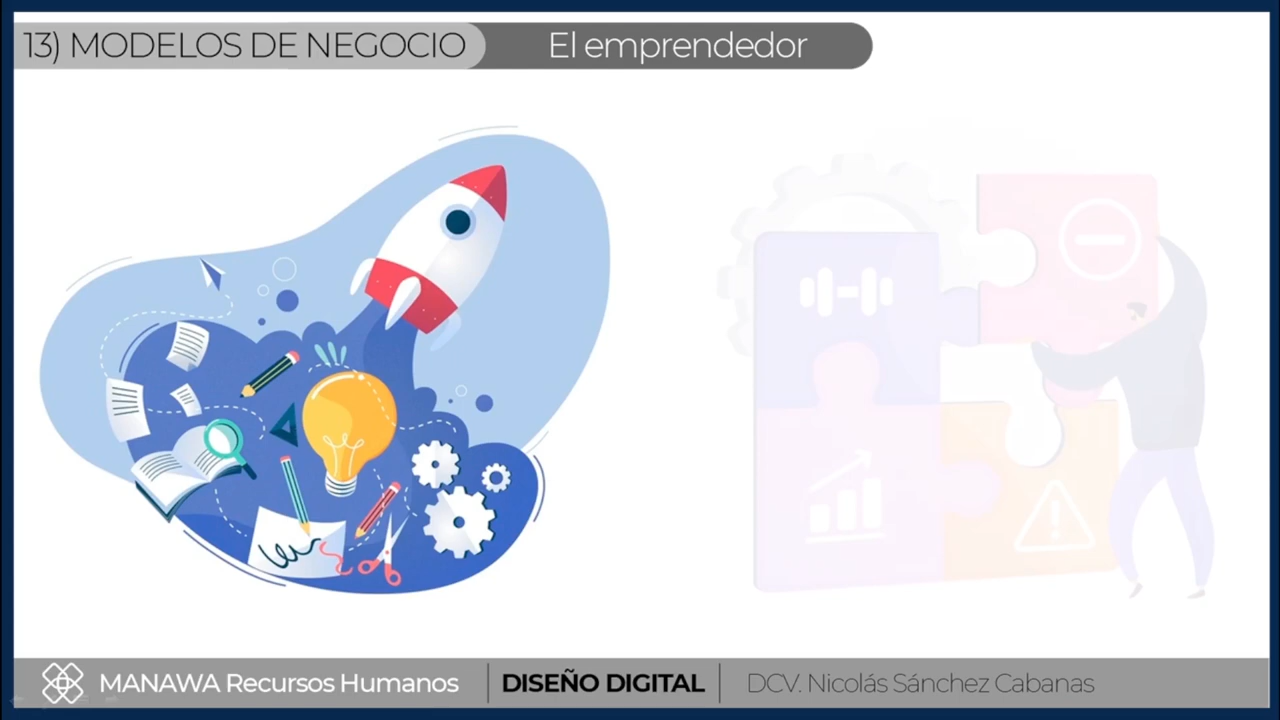 13) MODELOS DE NEGOCIO El emprendedor
MANAWA Recursos Humanos DISEÑO DIGITAL DCV. Nicolás Sánchez Cabanas